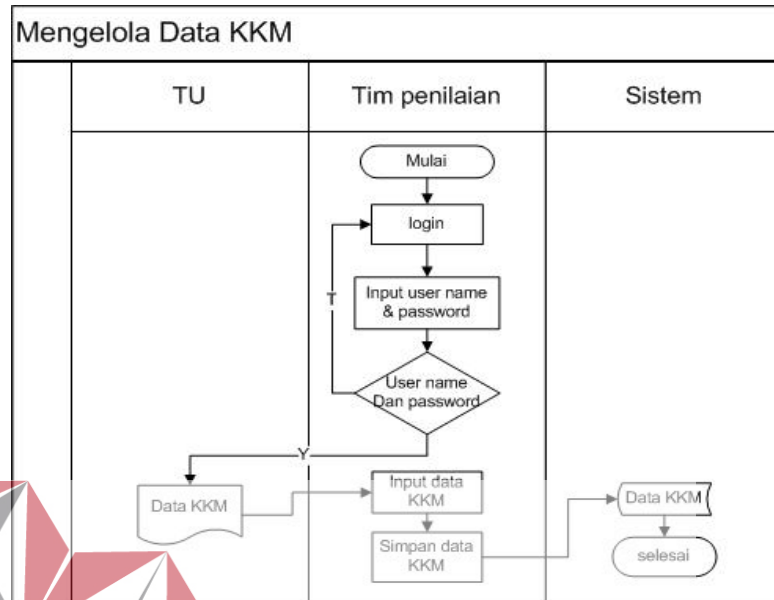 Mengelola Data KKM
TU
Tim penilaian
Sistem
Mulai
login
T
Input user name
& password
User name
Dan password
Y
Data KKM
Input data
KKM
Simpan data
KKM
Data KKM
selesai